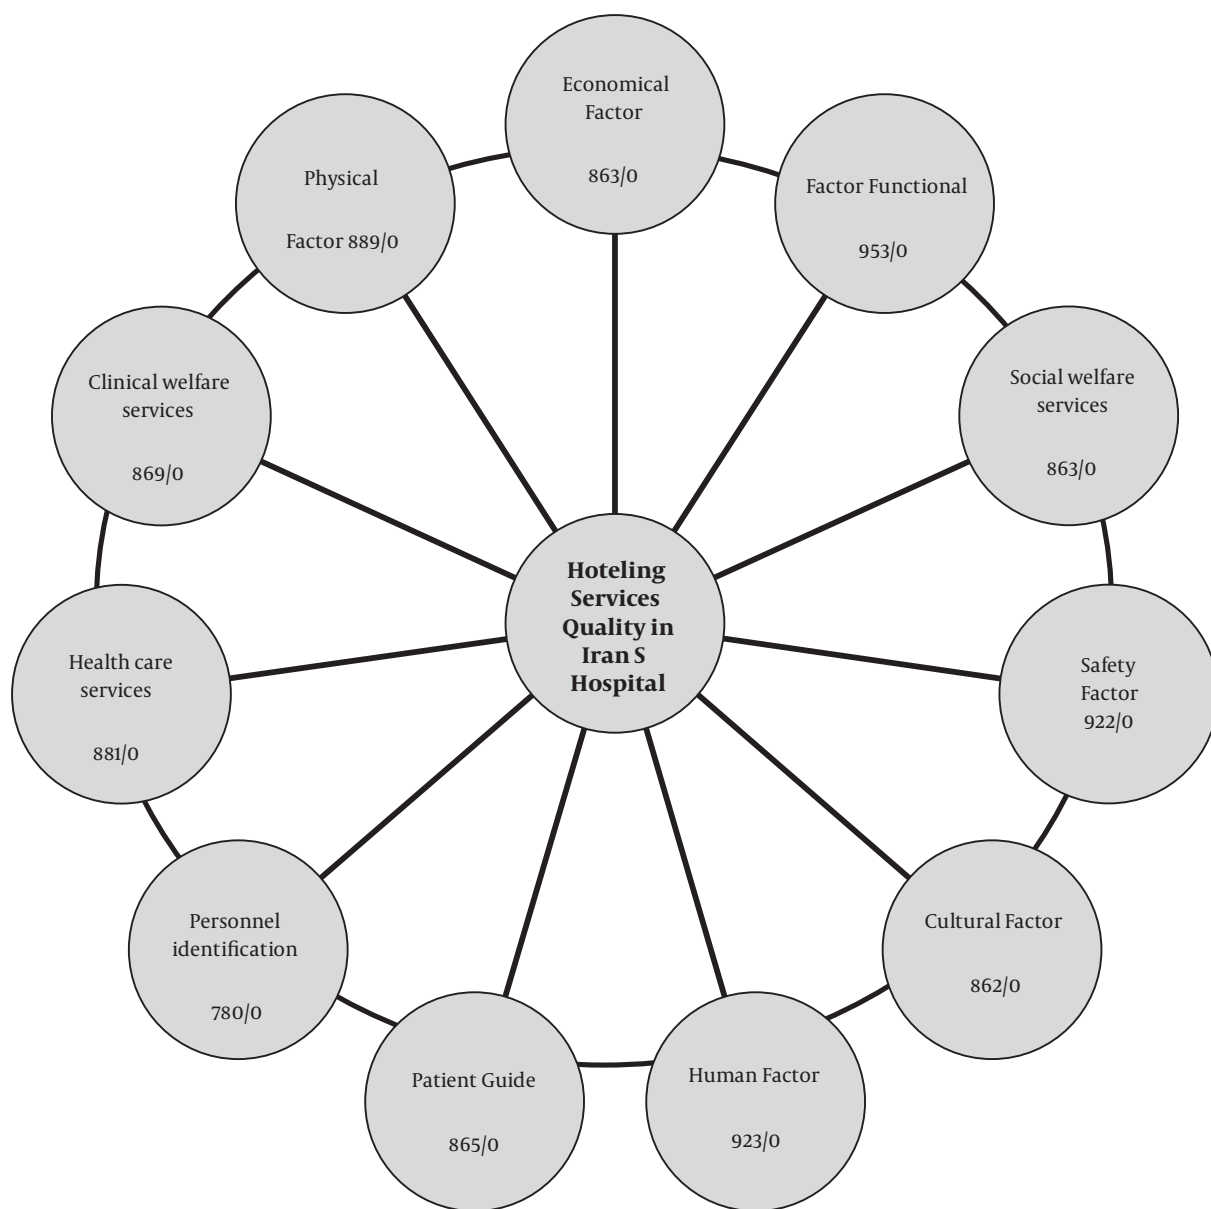 Economical
Factor
863/0
Factor Functional
953/0
Social welfare
services
863/0
Safety
Factor
922/0
Cultural Factor
862/0
Human Factor
923/0
Patient Guide
865/0
Personnel
identification
780/0
Health care
services
881/0
Clinical welfare
services
869/0
Physical
Factor 889/0
Hoteling
Services
Quality in
Iran S
Hospital